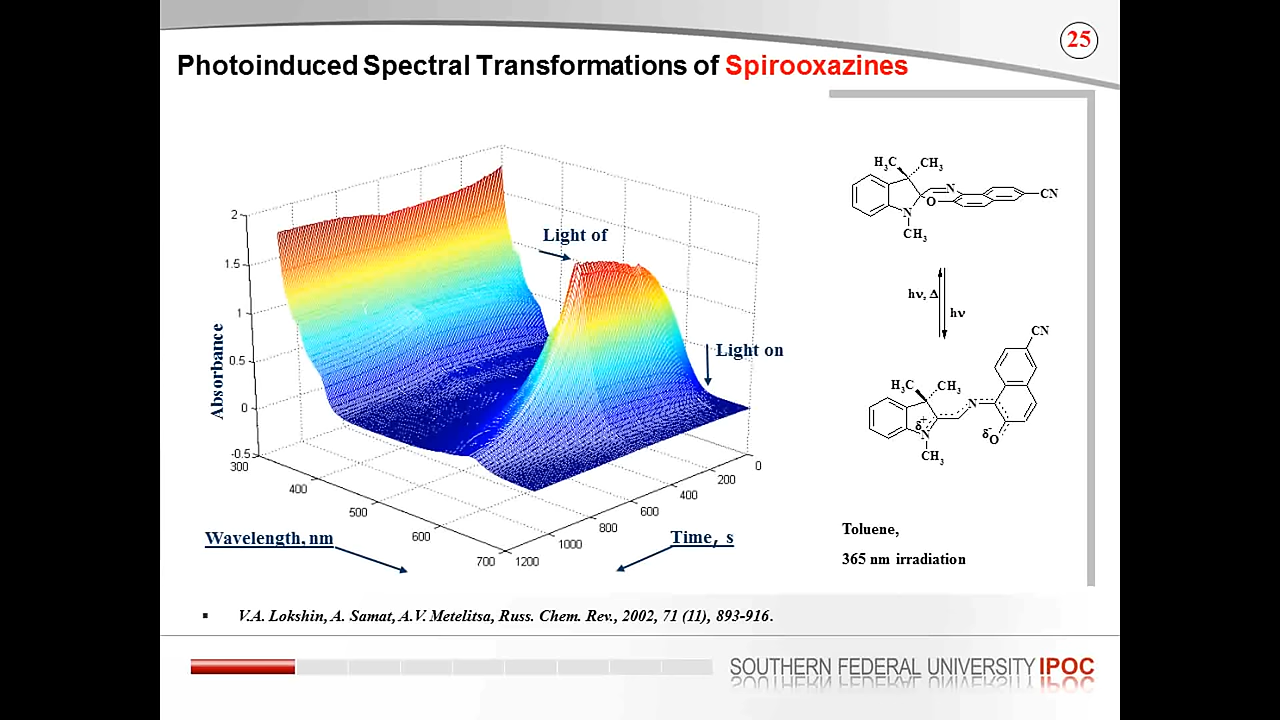 25
Photoinduced Spectral Transformations of Spirooxazines
2
1.5
1
0.5
0
-0.5
Absorbance
300
400
500
600
700
Wavelength, nm
0
200
400
600
800
1000
1200
Time, s
Light of
Light on
H₃C
CH₃
N
O
CN
N
CH₃
hν, Δ
hν
CN
H₃C
CH₃
N
δ⁺
N
δ⁻
O
CH₃
Toluene,
365 nm irradiation
▪ V.A. Lokshin, A. Samat, A.V. Metelitsa, Russ. Chem. Rev., 2002, 71 (11), 893-916.
SOUTHERN FEDERAL UNIVERSITY IPOC